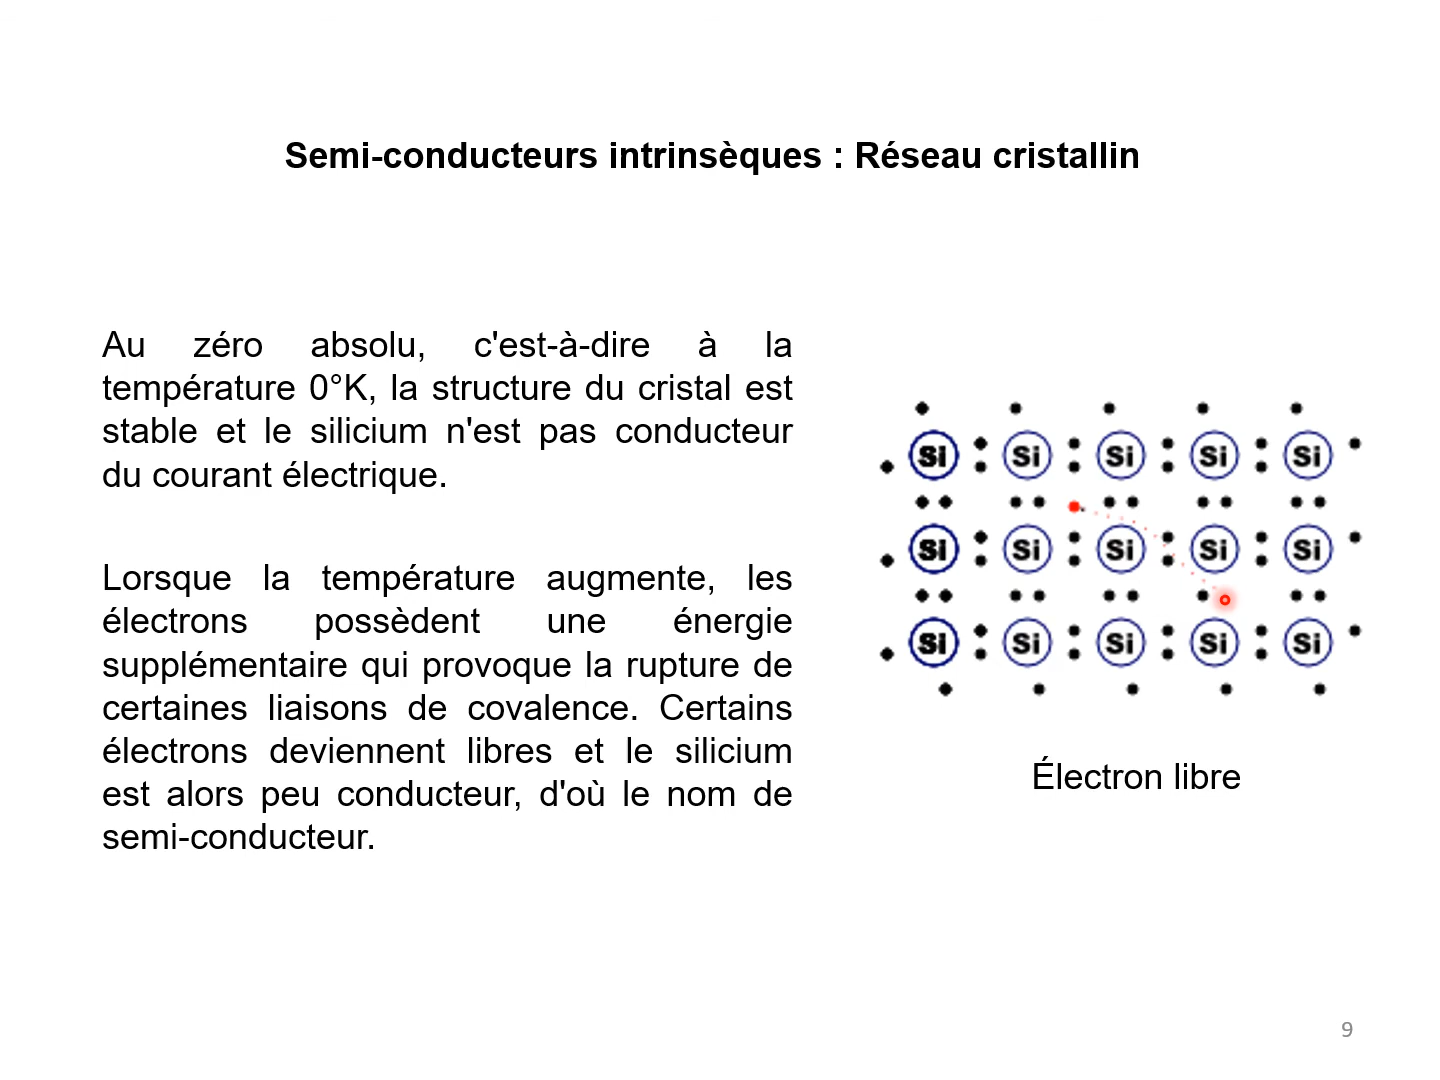 Semi-conducteurs intrinsèques : Réseau cristallin
Au zéro absolu, c'est-à-dire à la
température 0°K, la structure du cristal est
stable et le silicium n'est pas conducteur
du courant électrique.
Lorsque la température augmente, les
électrons possèdent une énergie
supplémentaire qui provoque la rupture de
certaines liaisons de covalence. Certains
électrons deviennent libres et le silicium
est alors peu conducteur, d'où le nom de
semi-conducteur.
Si Si Si Si Si
Si Si Si Si Si
Si Si Si Si Si
Électron libre
9